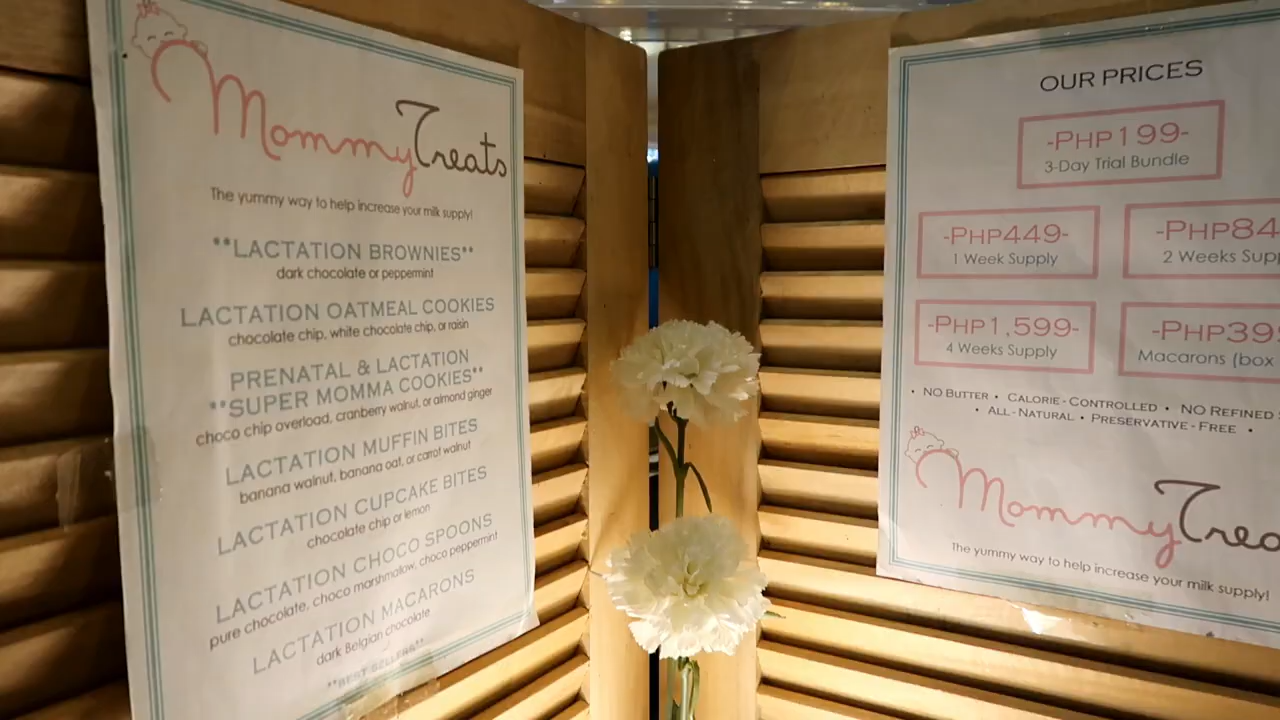 Mommy Treats
The yummy way to help increase your milk supply!
**LACTATION BROWNIES**
dark chocolate or peppermint
LACTATION OATMEAL COOKIES
chocolate chip, white chocolate chip, or raisin
PRENATAL & LACTATION
**SUPER MOMMA COOKIES**
choco chip overload, cranberry walnut, or almond ginger
LACTATION MUFFIN BITES
banana walnut, banana oat, or carrot walnut
LACTATION CUPCAKE BITES
chocolate chip or lemon
LACTATION CHOCO SPOONS
pure chocolate, choco marshmallow, choco peppermint
LACTATION MACARONS
dark Belgian chocolate
**BEST SELLERS**
OUR PRICES
-PHP199-
3-Day Trial Bundle
-PHP449-
1 Week Supply
-PHP84
2 Weeks Supp
-PHP1,599-
4 Weeks Supply
-PHP39
Macarons (box
• NO BUTTER • CALORIE-CONTROLLED • NO REFINED
• ALL-NATURAL • PRESERVATIVE-FREE •
Mommy Trea
The yummy way to help increase your milk supply!